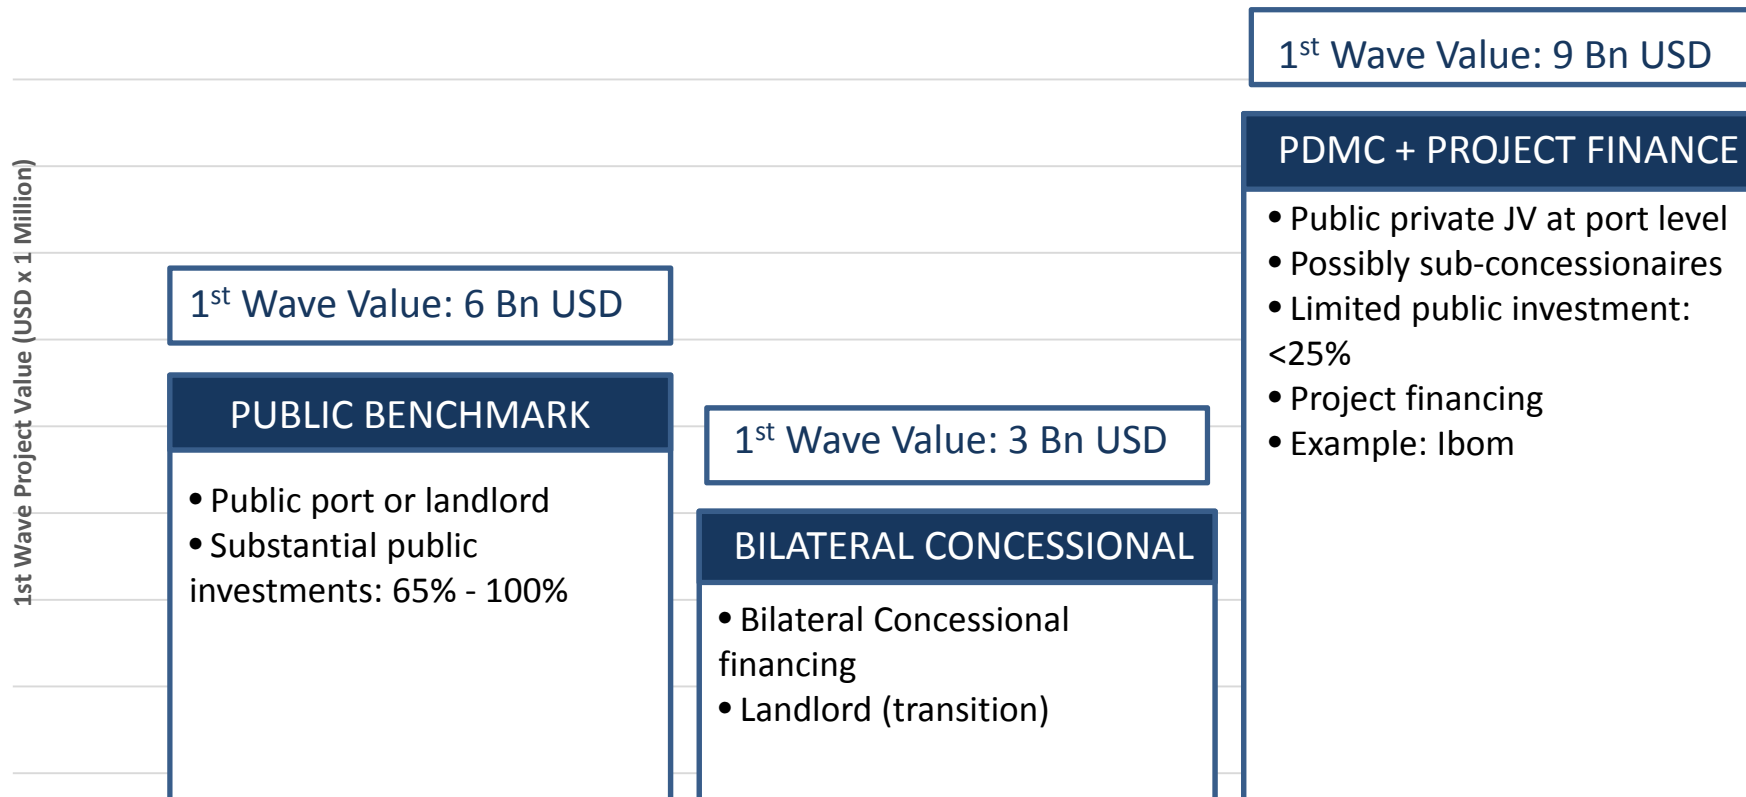 1st Wave Project Value (USD x 1 Million)
1st Wave Value: 6 Bn USD
PUBLIC BENCHMARK
• Public port or landlord
• Substantial public
investments: 65% - 100%
1st Wave Value: 3 Bn USD
BILATERAL CONCESSIONAL
• Bilateral Concessional
financing
• Landlord (transition)
1st Wave Value: 9 Bn USD
PDMC + PROJECT FINANCE
• Public private JV at port level
• Possibly sub-concessionaires
• Limited public investment:
<25%
• Project financing
• Example: Ibom